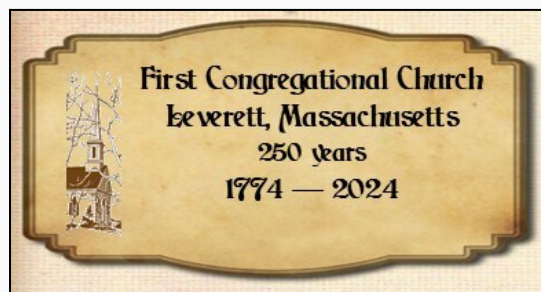 First Congregational Church
Leverett, Massachusetts
250 years
1774 — 2024